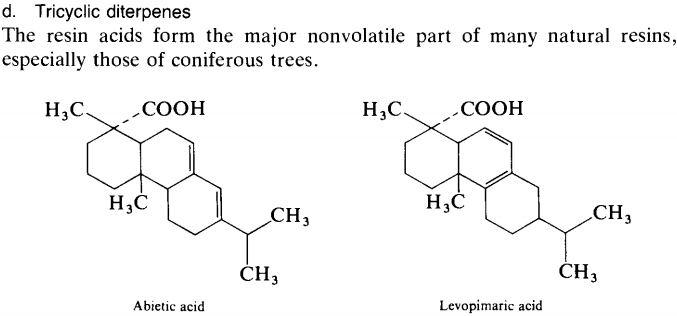 d. Tricyclic diterpenes
The resin acids form the major nonvolatile part of many natural resins,
especially those of coniferous trees.
H₃C COOH H₃C COOH
H₃C H₃C
CH₃ CH₃
CH₃ CH₃
Abietic acid Levopimaric acid